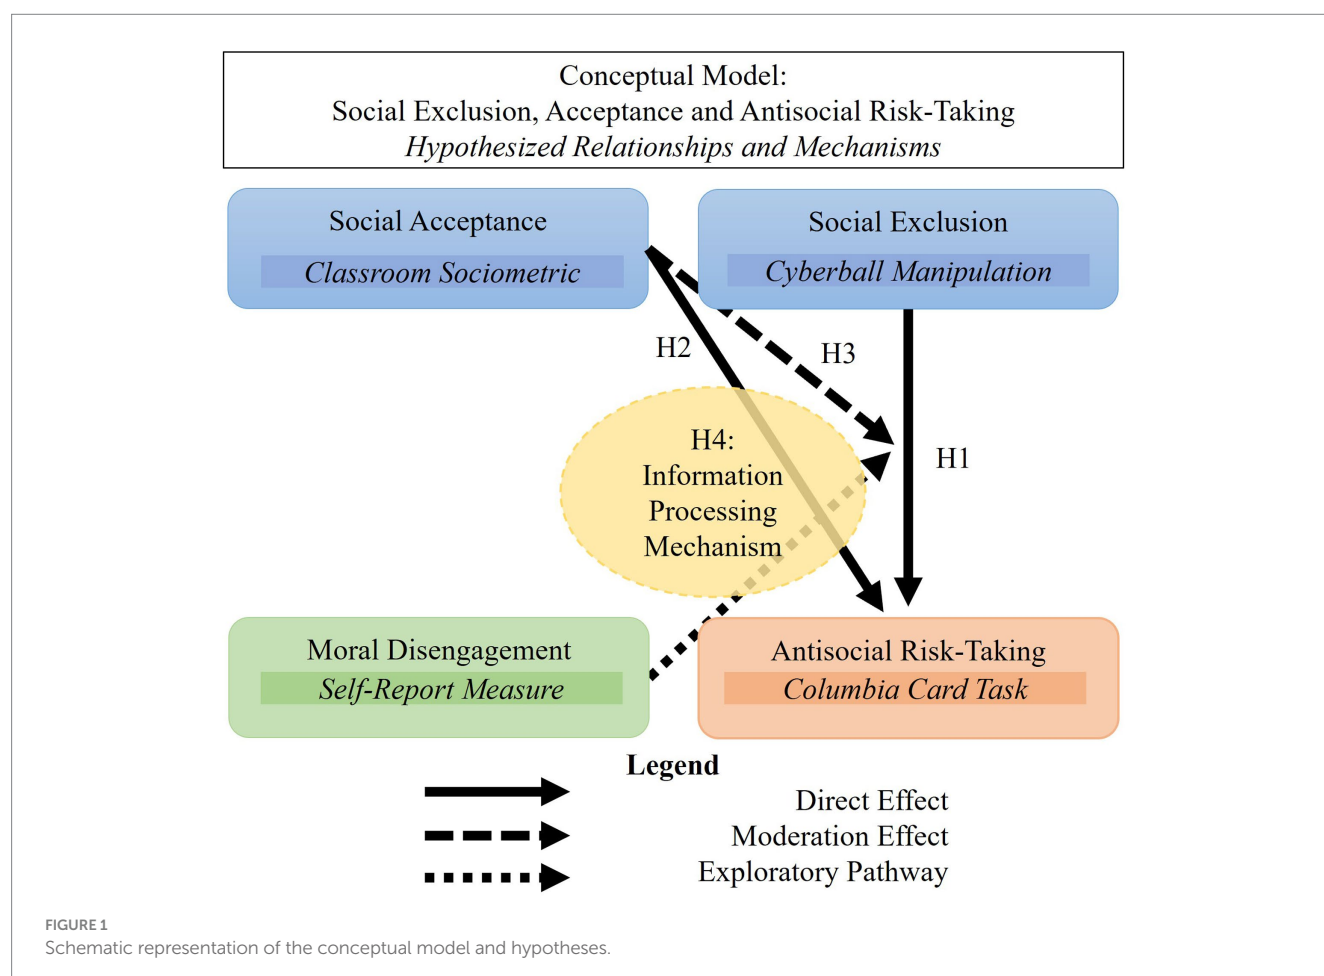 Conceptual Model:
Social Exclusion, Acceptance and Antisocial Risk-Taking
Hypothesized Relationships and Mechanisms
Social Acceptance
Classroom Sociometric
Social Exclusion
Cyberball Manipulation
H2
H3
H1
H4:
Information
Processing
Mechanism
Moral Disengagement
Self-Report Measure
Antisocial Risk-Taking
Columbia Card Task
Legend
Direct Effect
Moderation Effect
Exploratory Pathway
FIGURE 1
Schematic representation of the conceptual model and hypotheses.